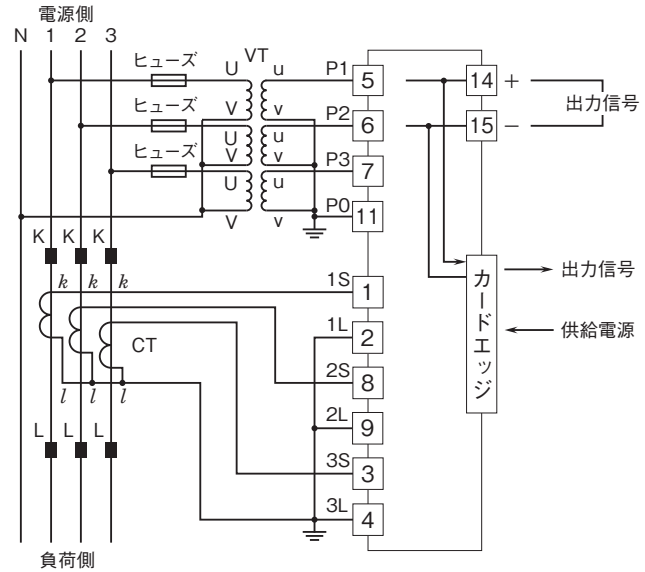 電源側
N 1 2 3
ヒューズ
U
VT
u
P1
5
14
+
V
v
ヒューズ
U
u
P2
6
15
−
出力信号
V
v
ヒューズ
U
u
P3
7
V
v
P0
11
K K K
k k k
1S
1
カードエッジ
出力信号
供給電源
1L
2
CT
2S
8
l l l
2L
9
L L L
3S
3
3L
4
負荷側